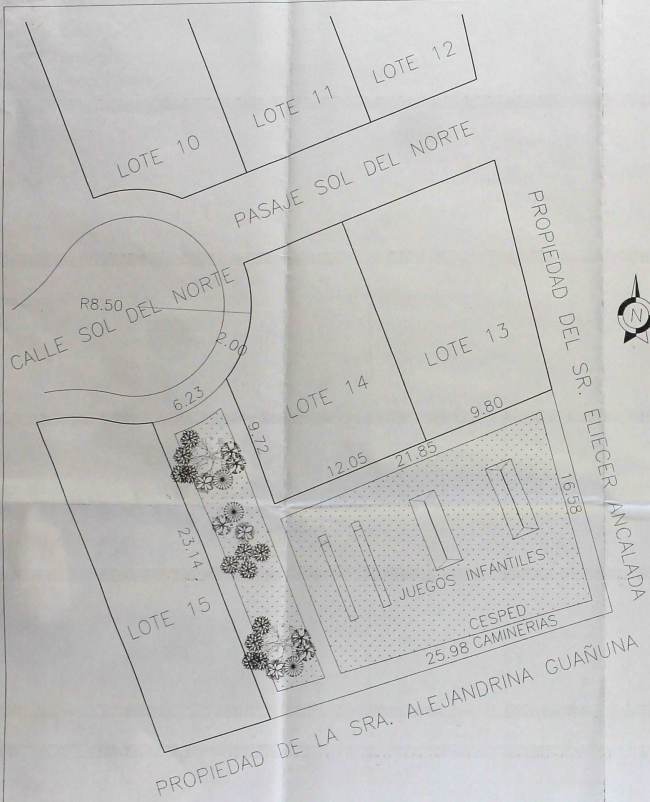 LOTE 12
LOTE 11
LOTE 10
PASAJE SOL DEL NORTE
PROPIEDAD DEL SR. ELIECER ANCALADA
N
R8.50
CALLE SOL DEL NORTE
2.00
LOTE 13
LOTE 14
6.23
9.72
9.80
12.05
21.85
16.58
23.14
JUEGOS INFANTILES
LOTE 15
CESPED
25.98 CAMINERIAS
PROPIEDAD DE LA SRA. ALEJANDRINA GUAÑUNA